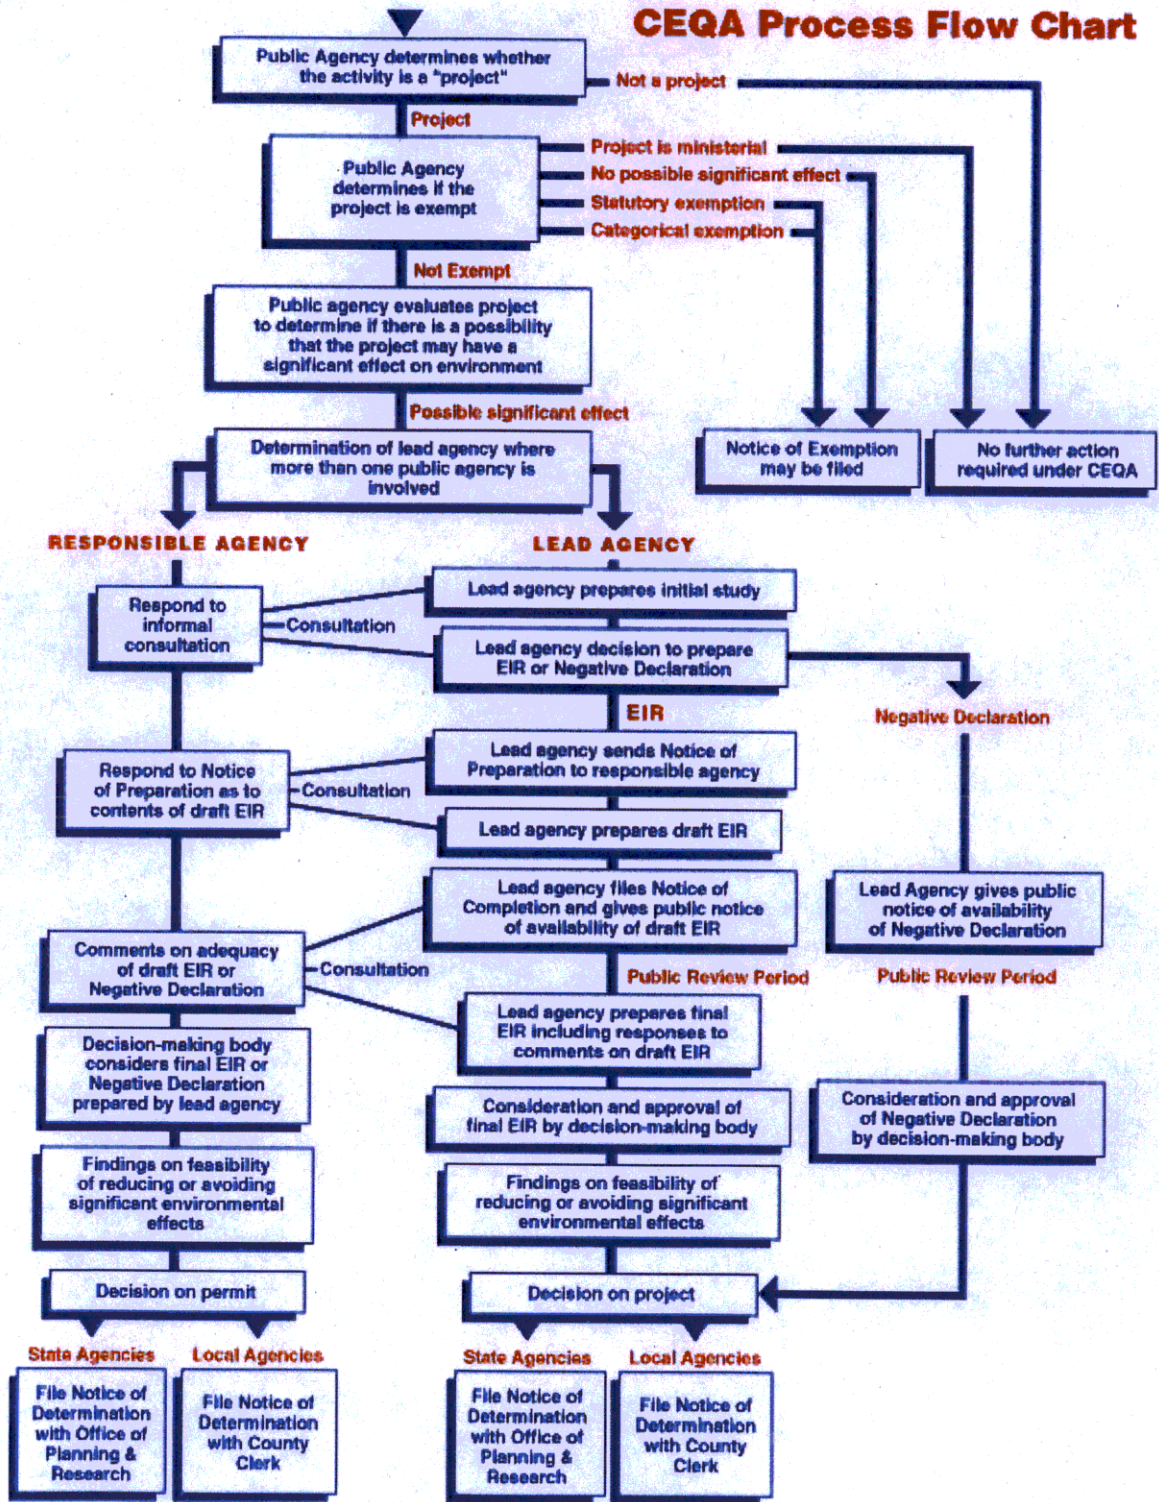 CEQA Process Flow Chart
Public Agency determines whether
the activity is a "project"
Not a project
Project
Public Agency
determines if the
project is exempt
Project is ministerial
No possible significant effect
Statutory exemption
Categorical exemption
Not Exempt
Public agency evaluates project
to determine if there is a possibility
that the project may have a
significant effect on environment
Possible significant effect
Determination of lead agency where
more than one public agency is
involved
Notice of Exemption
may be filed
No further action
required under CEQA
RESPONSIBLE AGENCY
LEAD AGENCY
Respond to
informal
consultation
Consultation
Lead agency prepares initial study
Lead agency decision to prepare
EIR or Negative Declaration
EIR
Negative Declaration
Respond to Notice
of Preparation as to
contents of draft EIR
Consultation
Lead agency sends Notice of
Preparation to responsible agency
Lead agency prepares draft EIR
Lead agency files Notice of
Completion and gives public notice
of availability of draft EIR
Lead Agency gives public
notice of availability
of Negative Declaration
Comments on adequacy
of draft EIR or
Negative Declaration
Consultation
Public Review Period
Public Review Period
Lead agency prepares final
EIR including responses to
comments on draft EIR
Decision-making body
considers final EIR or
Negative Declaration
prepared by lead agency
Consideration and approval of
final EIR by decision-making body
Consideration and approval
of Negative Declaration
by decision-making body
Findings on feasibility
of reducing or avoiding
significant environmental
effects
Findings on feasibility of
reducing or avoiding significant
environmental effects
Decision on permit
Decision on project
State Agencies
Local Agencies
State Agencies
Local Agencies
File Notice of
Determination
with Office of
Planning &
Research
File Notice of
Determination
with County
Clerk
File Notice of
Determination
with Office of
Planning &
Research
File Notice of
Determination
with County
Clerk